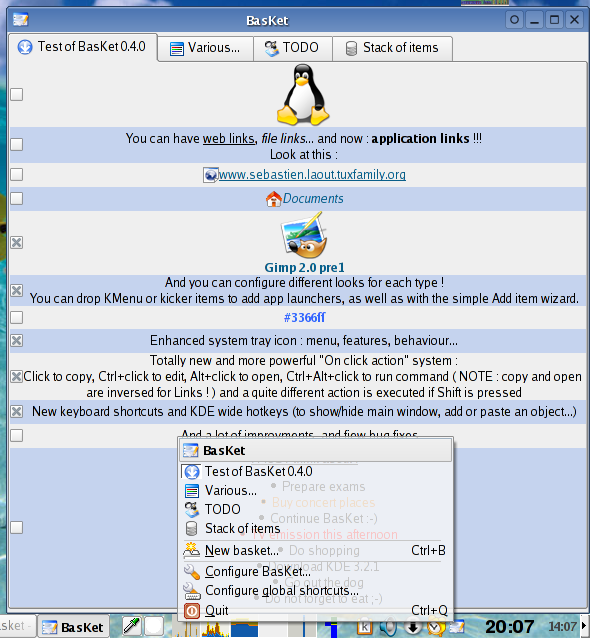 BasKet
Test of BasKet 0.4.0
Various...
TODO
Stack of items
You can have web links, file links... and now : application links !!!
Look at this :
www.sebastien.laout.tuxfamily.org
Documents
Gimp 2.0 pre1
And you can configure different looks for each type !
You can drop KMenu or kicker items to add app launchers, as well as with the simple Add item wizard.
#3366ff
Enhanced system tray icon : menu, features, behaviour...
Totally new and more powerful "On click action" system :
Click to copy, Ctrl+click to edit, Alt+click to open, Ctrl+Alt+click to run command ( NOTE : copy and open
are inversed for Links ! ) and a quite different action is executed if Shift is pressed
New keyboard shortcuts and KDE wide hotkeys (to show/hide main window, add or paste an object...)
And a lot of improvments, and fiew bug fixes
BasKet
Test of BasKet 0.4.0
Various...
Prepare exams
Buy concert places
TODO
Continue BasKet ;-)
Stack of items
TV emission this afternoon
New basket... Ctrl+B
Do shopping
Download KDE 3.2.1
Configure BasKet...
Go out the dog
Configure global shortcuts...
Do not forget to eat ;-)
Quit Ctrl+Q
sket -
BasKet
20:07
14:07